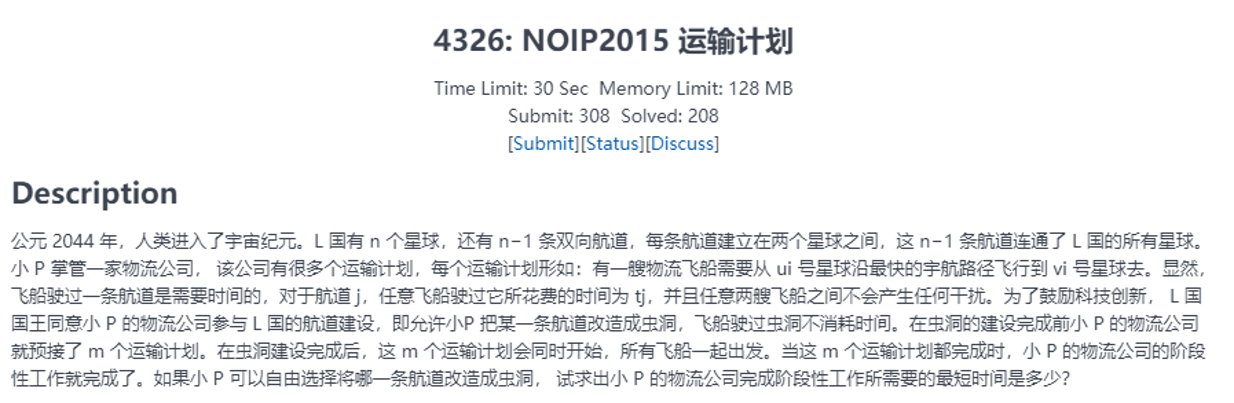 4326: NOIP2015 运输计划
Time Limit: 30 Sec  Memory Limit: 128 MB
Submit: 308  Solved: 208
[Submit][Status][Discuss]
Description
公元 2044 年，人类进入了宇宙纪元。L 国有 n 个星球，还有 n−1 条双向航道，每条航道建立在两个星球之间，这 n−1 条航道连通了 L 国的所有星球。
小 P 掌管一家物流公司， 该公司有很多个运输计划，每个运输计划形如：有一艘物流飞船需要从 ui 号星球沿最快的宇航路径飞行到 vi 号星球去。显然，
飞船驶过一条航道是需要时间的，对于航道 j，任意飞船驶过它所花费的时间为 tj，并且任意两艘飞船之间不会产生任何干扰。为了鼓励科技创新， L 国
国王同意小 P 的物流公司参与 L 国的航道建设，即允许小P 把某一条航道改造成虫洞，飞船驶过虫洞不消耗时间。在虫洞的建设完成前小 P 的物流公司
就预接了 m 个运输计划。在虫洞建设完成后，这 m 个运输计划会同时开始，所有飞船一起出发。当这 m 个运输计划都完成时，小 P 的物流公司的阶段
性工作就完成了。如果小 P 可以自由选择将哪一条航道改造成虫洞， 试求出小 P 的物流公司完成阶段性工作所需要的最短时间是多少？